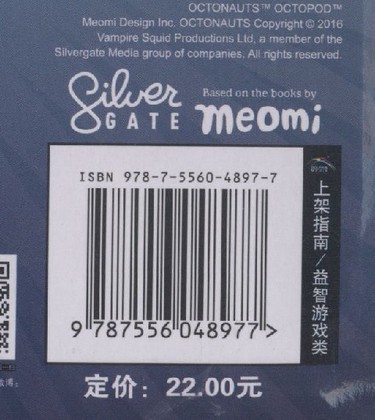 OCTONAUTS™ OCTOPOD™
Meomi Design Inc. OCTONAUTS Copyright © 2016
Vampire Squid Productions Ltd, a member of the
Silvergate Media group of companies. All rights reserved.
Silver
GATE
Based on the books by
meomi
ISBN 978-7-5560-4897-7
9 787556 048977 >
上架指南/益智游戏类
定价：22.00元